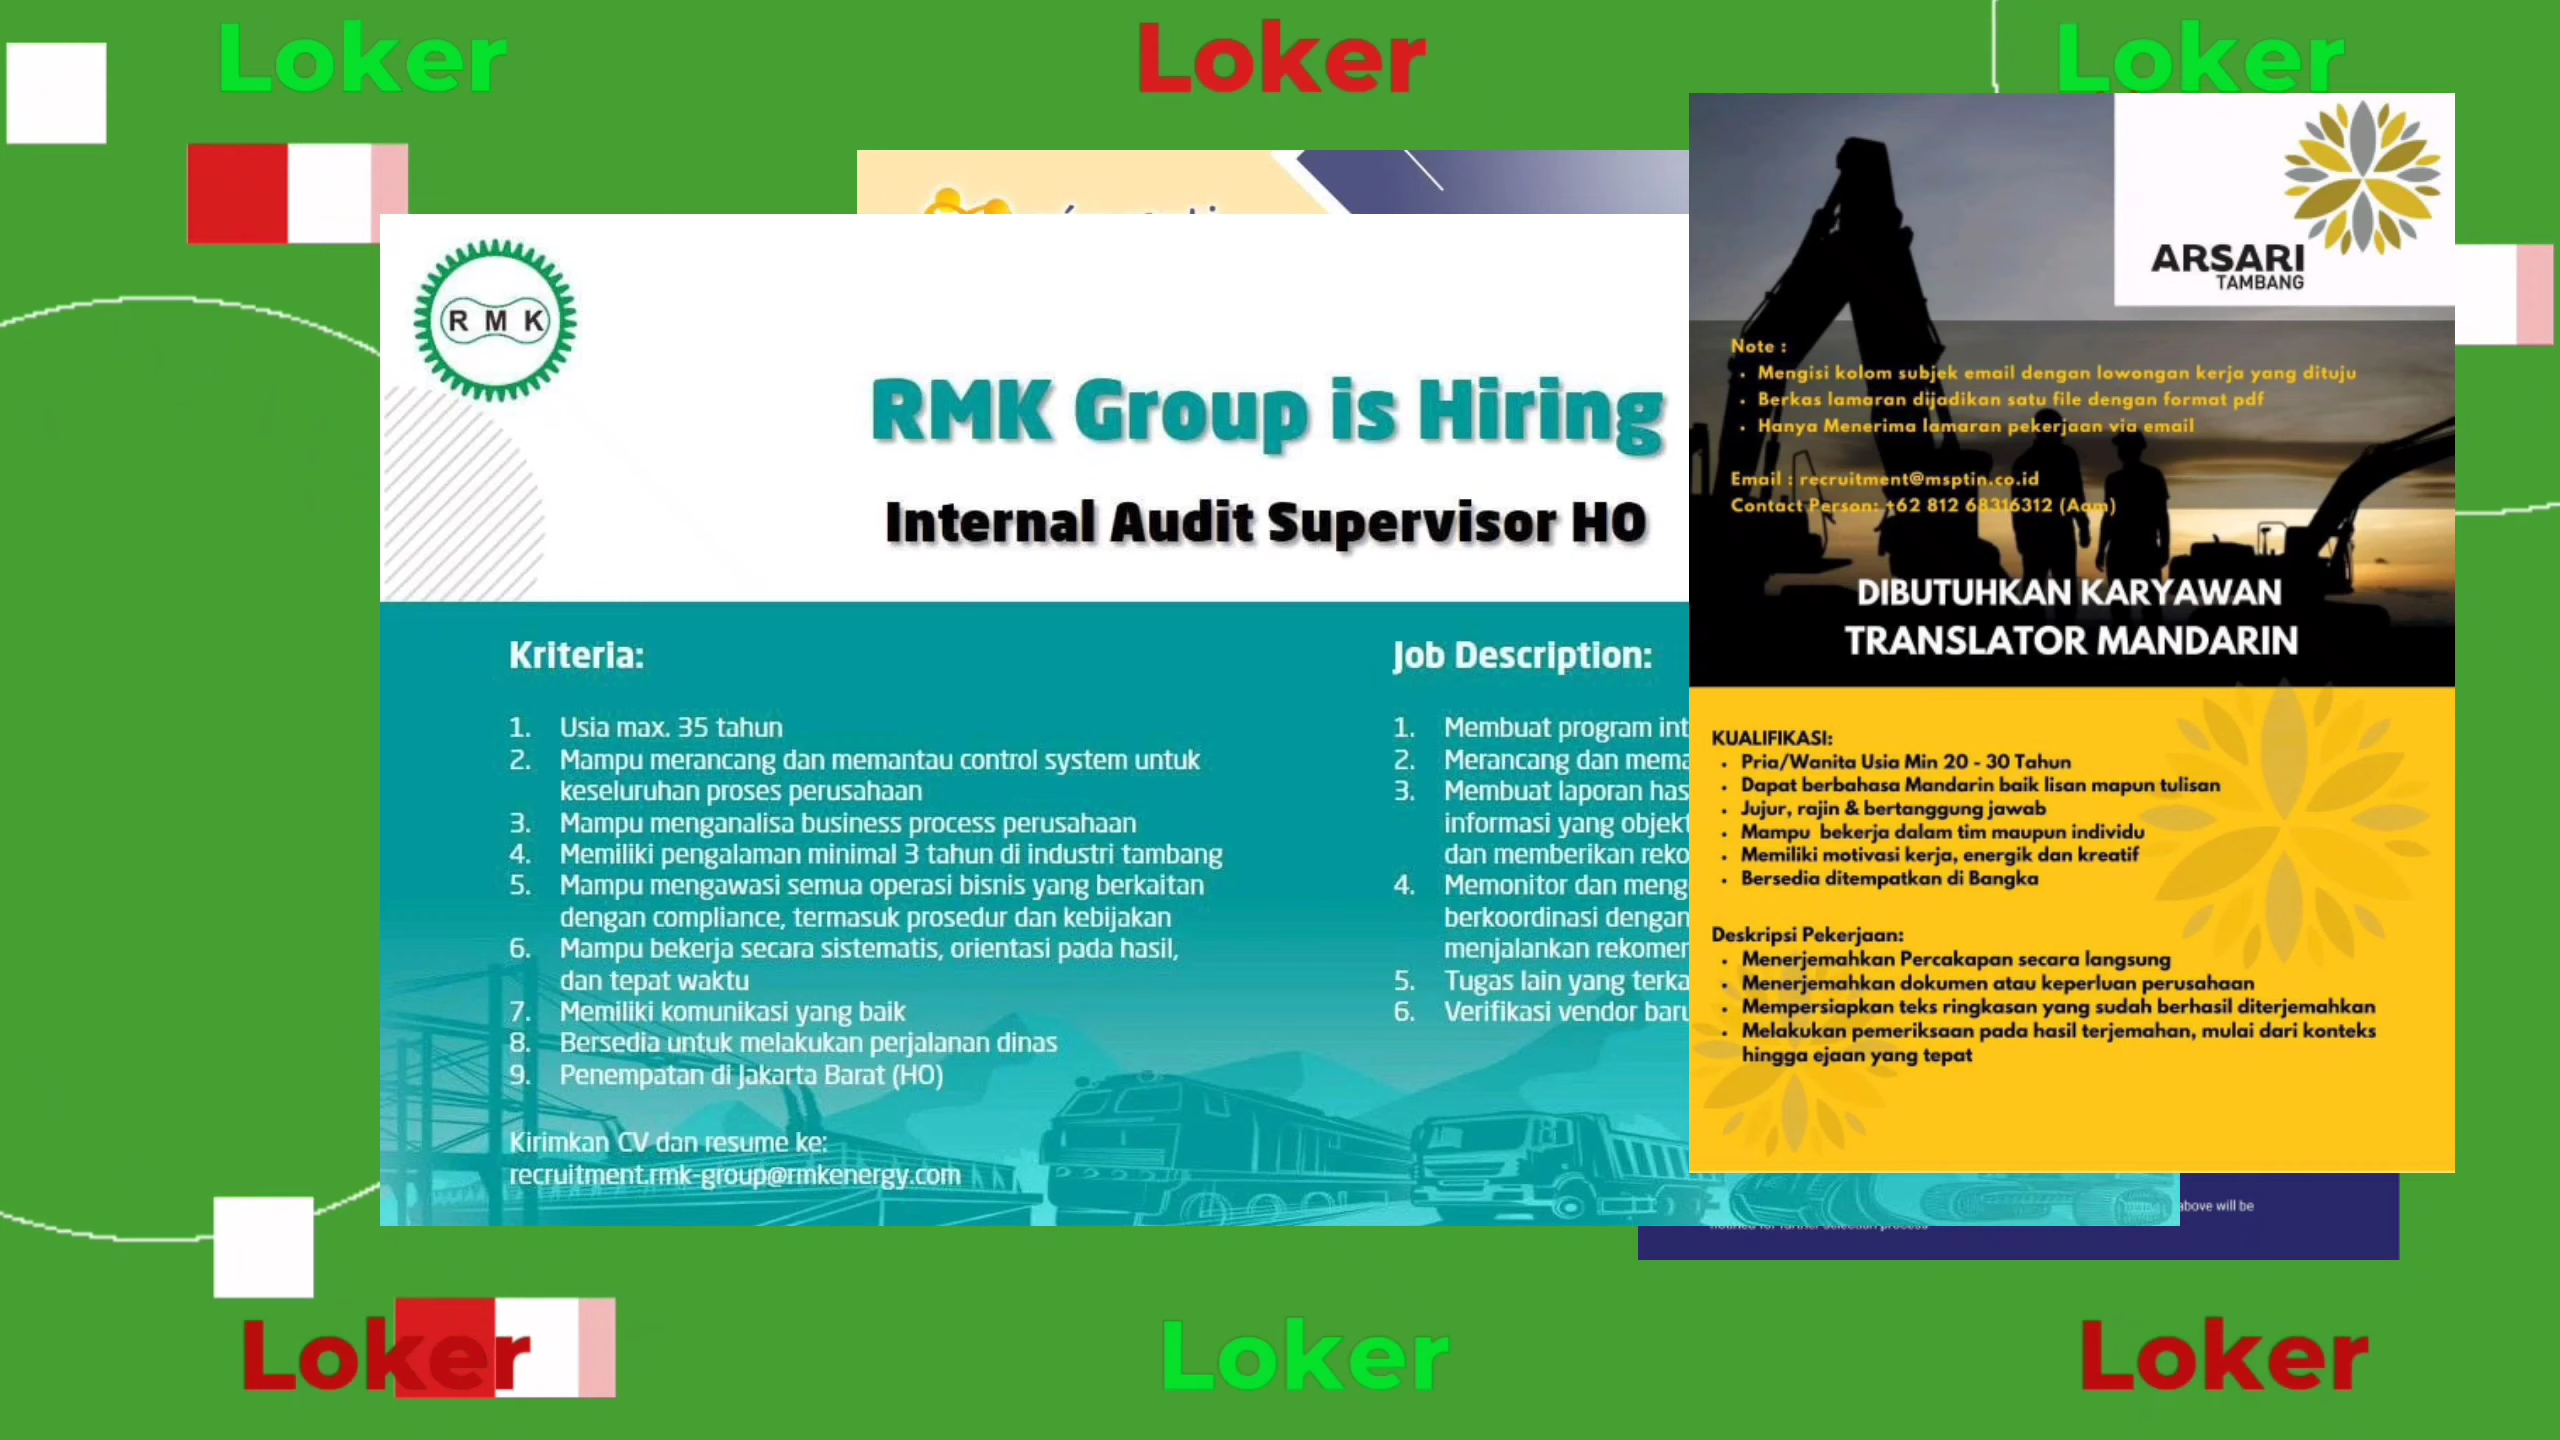 Loker
Loker
Loker
RMK
RMK Group is Hiring
Internal Audit Supervisor HO
Kriteria:
1. Usia max. 35 tahun
2. Mampu merancang dan memantau control system untuk
keseluruhan proses perusahaan
3. Mampu menganalisa business process perusahaan
4. Memiliki pengalaman minimal 3 tahun di industri tambang
5. Mampu mengawasi semua operasi bisnis yang berkaitan
dengan compliance, termasuk prosedur dan kebijakan
6. Mampu bekerja secara sistematis, orientasi pada hasil,
dan tepat waktu
7. Memiliki komunikasi yang baik
8. Bersedia untuk melakukan perjalanan dinas
9. Penempatan di Jakarta Barat (HO)
Kirimkan CV dan resume ke:
recruitment.rmk-group@rmkenergy.com
Job Description:
1. Membuat program
2. Merancang dan
3. Membuat laporan
informasi yang
dan memberikan
4. Memonitor dan
berkoordinasi dengan
menjalankan
5. Tugas lain yang
6. Verifikasi vendor
ARSARI
TAMBANG
Note :
• Mengisi kolom subjek email dengan lowongan kerja yang dituju
• Berkas lamaran dijadikan satu file dengan format pdf
• Hanya Menerima lamaran pekerjaan via email
Email : recruitment@msptin.co.id
Contact Person: +62 812 68316312 (Agm)
DIBUTUHKAN KARYAWAN
TRANSLATOR MANDARIN
KUALIFIKASI:
• Pria/Wanita Usia Min 20 - 30 Tahun
• Dapat berbahasa Mandarin baik lisan mapun tulisan
• Jujur, rajin & bertanggung jawab
• Mampu bekerja dalam tim maupun individu
• Memiliki motivasi kerja, energik dan kreatif
• Bersedia ditempatkan di Bangka
Deskripsi Pekerjaan:
• Menerjemahkan Percakapan secara langsung
• Menerjemahkan dokumen atau keperluan perusahaan
• Mempersiapkan teks ringkasan yang sudah berhasil diterjemahkan
• Melakukan pemeriksaan pada hasil terjemahan, mulai dari konteks
hingga ejaan yang tepat
above will be
Loker
Loker
Loker